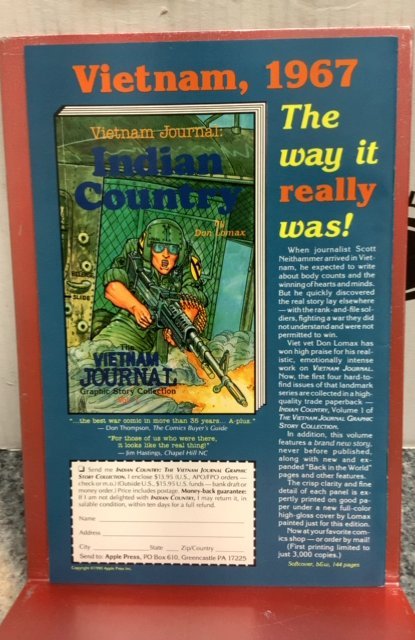 Vietnam, 1967
Vietnam Journal:
Indian
Country
by
Don Lomax
SLIDE
THE
VIETNAM
JOURNAL
Graphic Story Collection
"...the best war comic in more than 35 years... A-plus."
— Don Thompson, The Comics Buyer's Guide
"For those of us who were there,
it looks like the real thing!"
— Jim Hastings, Chapel Hill NC
Send me INDIAN COUNTRY: THE VIETNAM JOURNAL GRAPHIC
STORY COLLECTION. I enclose $13.95 (U.S., APO/FPO orders —
check or m.o.) (Outside U.S., $15.95 U.S. funds — bank draft or
money order.) Price includes postage. Money-back guarantee:
If I am not delighted with INDIAN COUNTRY, I may return it, in
salable condition, within ten days for a full refund.
Name
Address
City State Zip/Country
Send to: Apple Press, PO Box 610, Greencastle PA 17225
Copyright ©1990 Apple Press Inc.
The
way it
really
was!
When journalist Scott
Neithammer arrived in Viet-
nam, he expected to write
about body counts and the
winning of hearts and minds.
But he quickly discovered
the real story lay elsewhere
— with the rank-and-file sol-
diers, fighting a war they did
not understand and were not
permitted to win.
Viet vet Don Lomax has
won high praise for his real-
istic, emotionally intense
work on VIETNAM JOURNAL.
Now, the first four hard-to-
find issues of that landmark
series are collected in a high-
quality trade paperback —
INDIAN COUNTRY, Volume 1 of
THE VIETNAM JOURNAL GRAPHIC
STORY COLLECTION.
In addition, this volume
features a brand new story,
never before published,
along with new and ex-
panded "Back in the World"
pages and other features.
The crisp clarity and fine
detail of each panel is ex-
pertly printed on good pa-
per under a new full-color
high-gloss cover by Lomax
painted just for this edition.
Now at your favorite com-
ics shop — or order by mail!
(First printing limited to
just 3,000 copies.)
Softcover, b&w, 144 pages